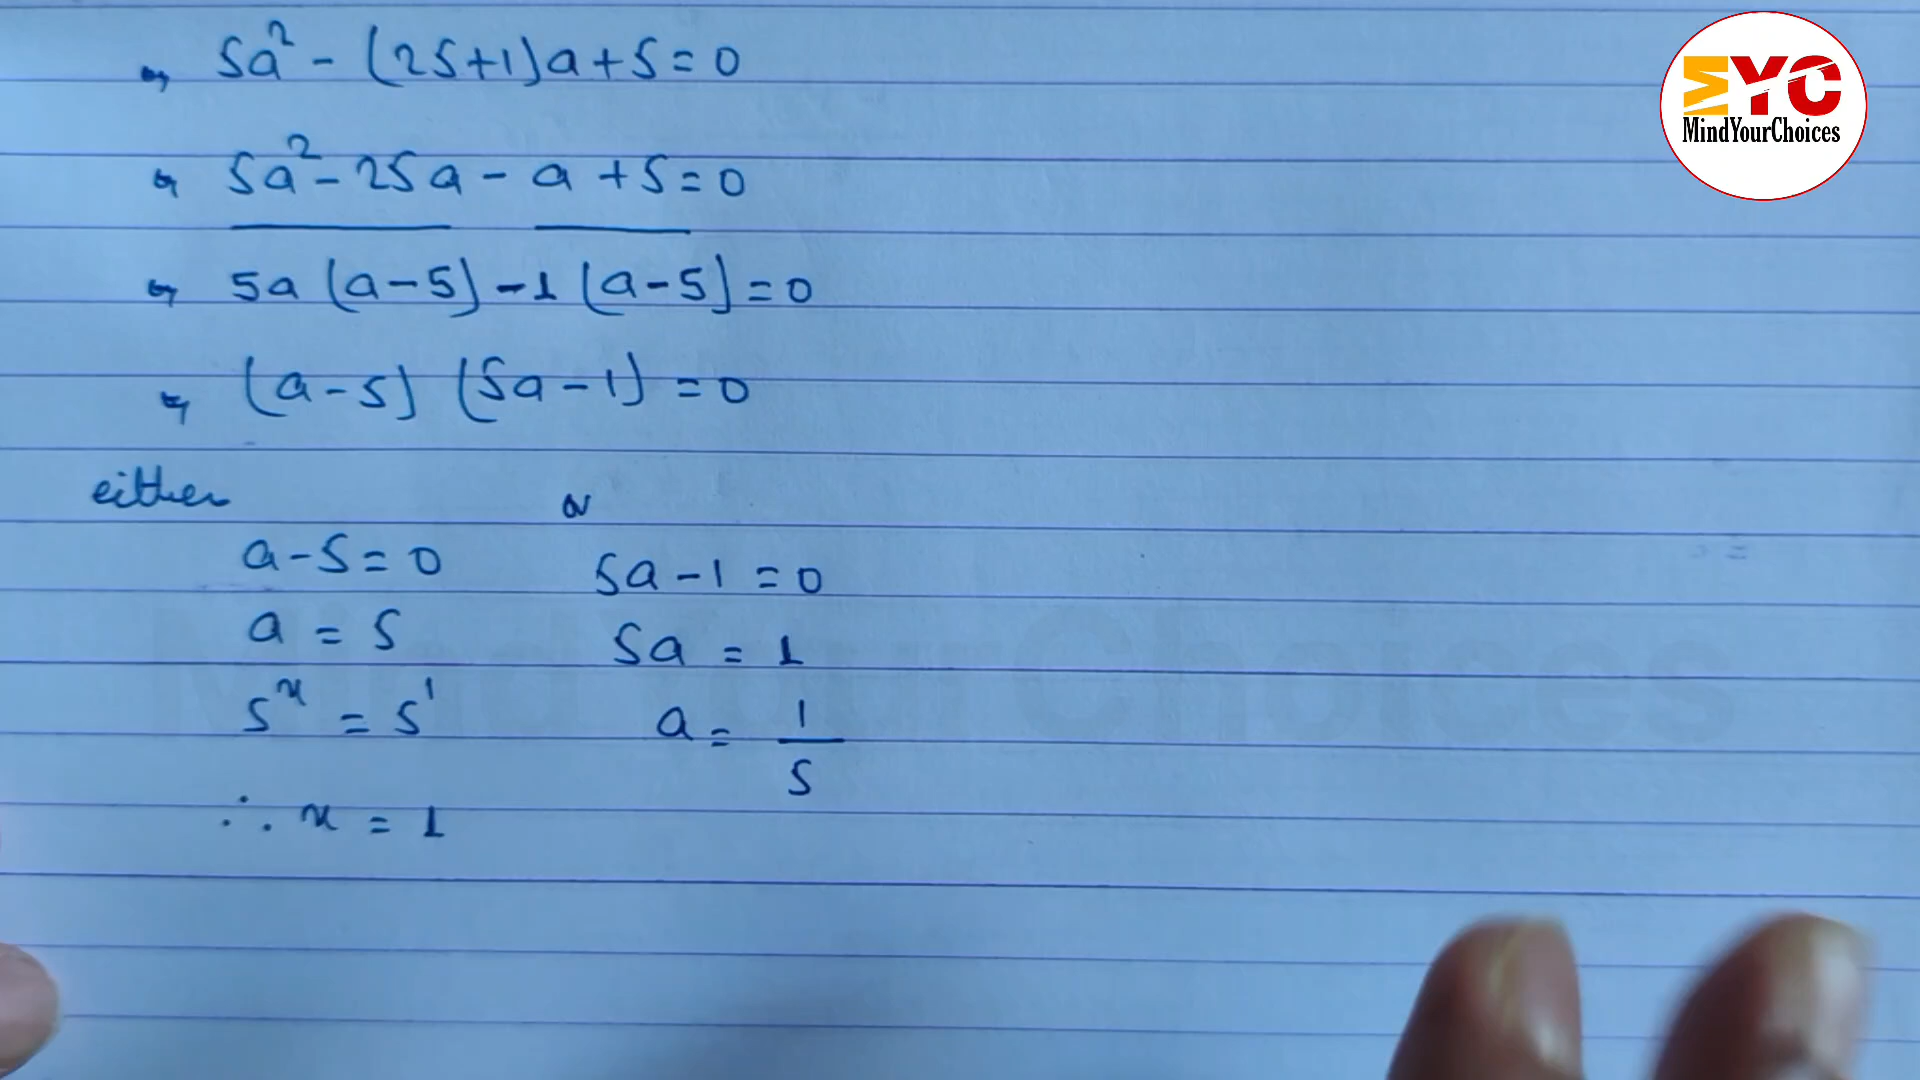 MYC
MindYourChoices
↪ 5a² - (25+1)a+5=0
↪ 5a² - 25a - a + 5 = 0
↪ 5a (a-5) -1 (a-5) = 0
↪ (a-5) (5a-1) = 0
either or
a-5=0 5a-1=0
a = 5 5a = 1
5ˣ = 5¹ a = 1/5
∴ x = 1
MindYourChoices